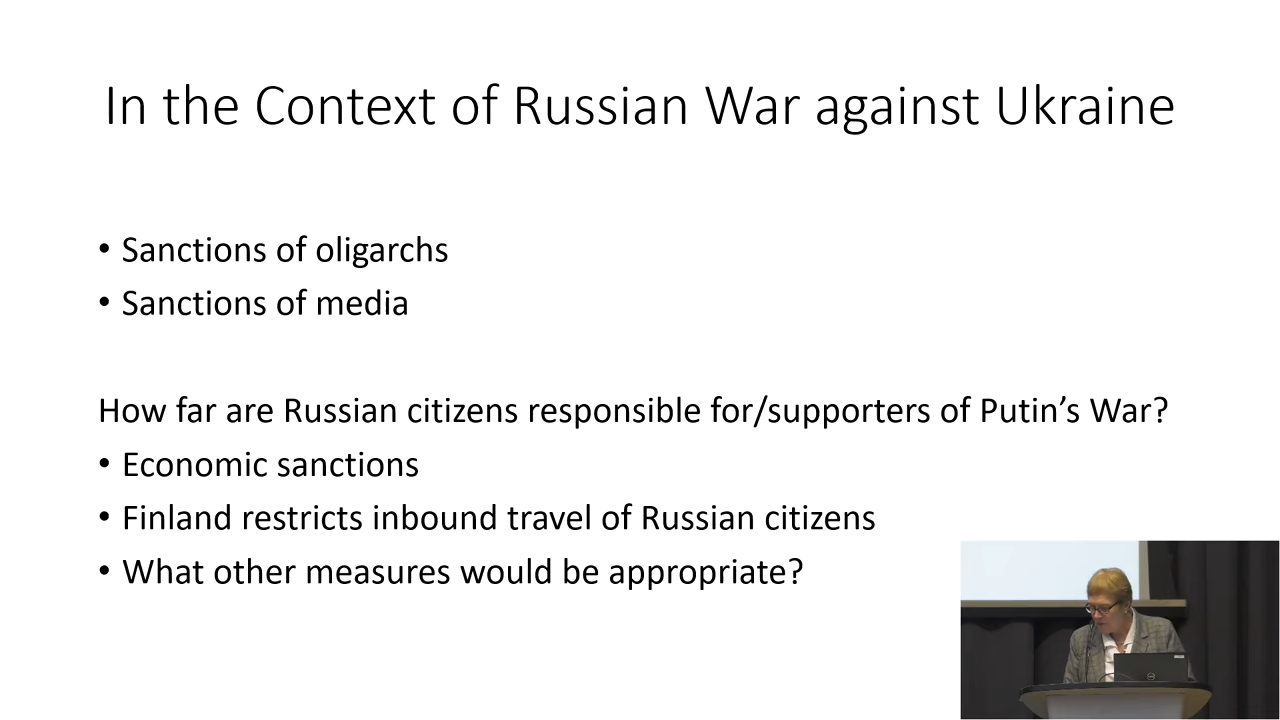 In the Context of Russian War against Ukraine
• Sanctions of oligarchs
• Sanctions of media
How far are Russian citizens responsible for/supporters of Putin’s War?
• Economic sanctions
• Finland restricts inbound travel of Russian citizens
• What other measures would be appropriate?